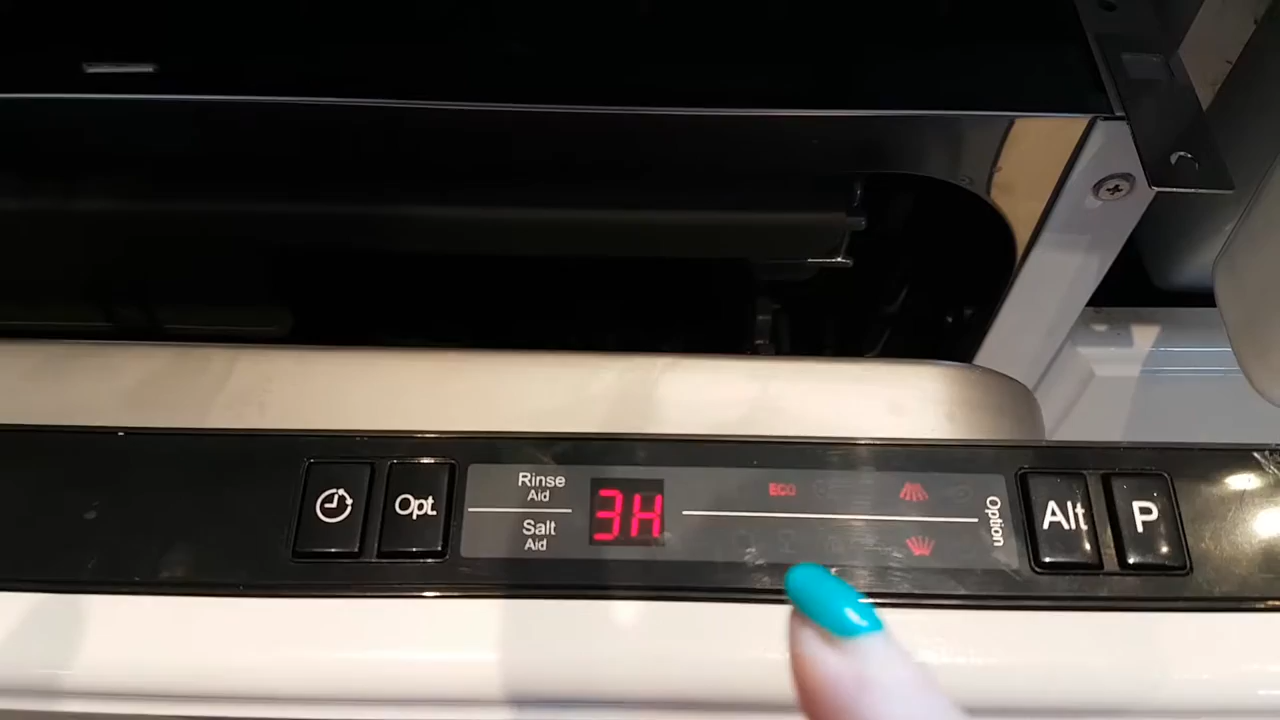 Opt.
Rinse
Aid
Salt
Aid
3H
ECO
Option
Alt
P